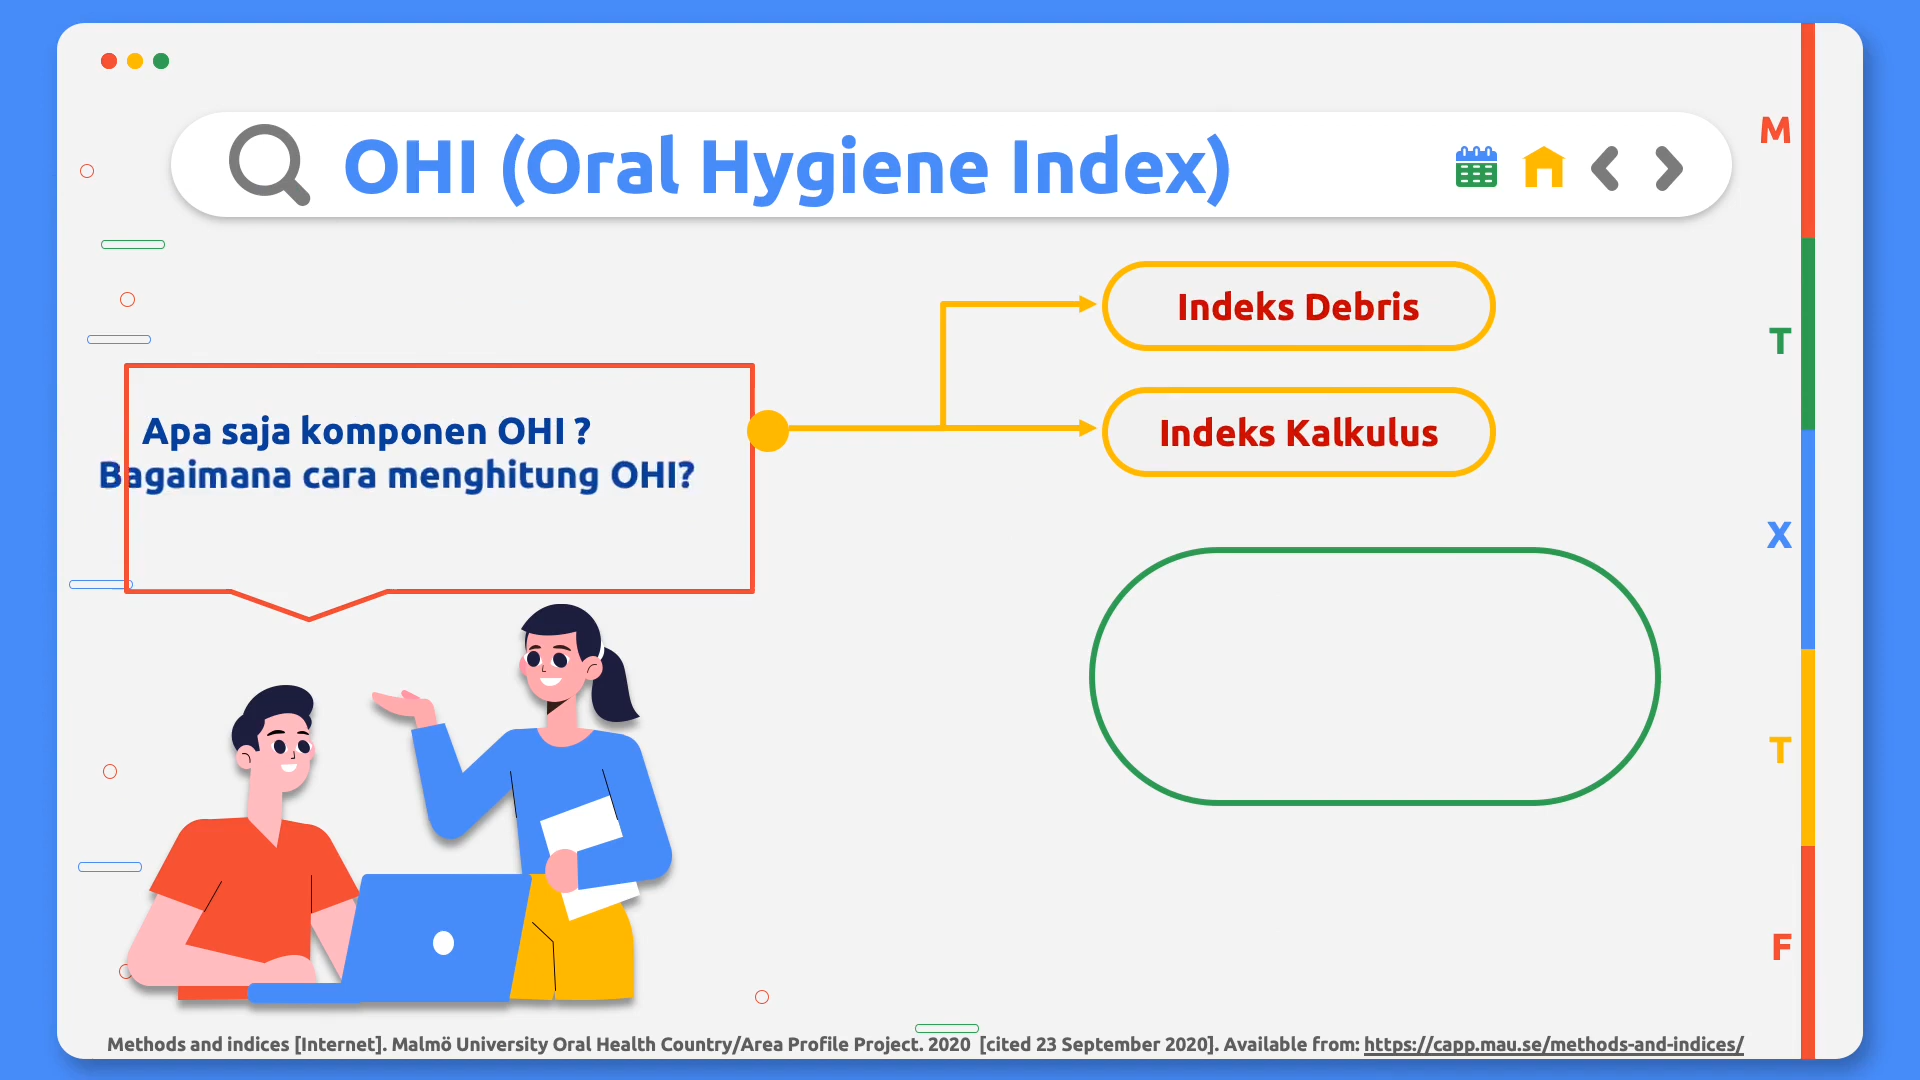 OHI (Oral Hygiene Index)
M
Indeks Debris
T
Apa saja komponen OHI ?
Indeks Kalkulus
Bagaimana cara menghitung OHI?
X
T
F
Methods and indices [Internet]. Malmö University Oral Health Country/Area Profile Project. 2020 [cited 23 September 2020]. Available from: https://capp.mau.se/methods-and-indices/